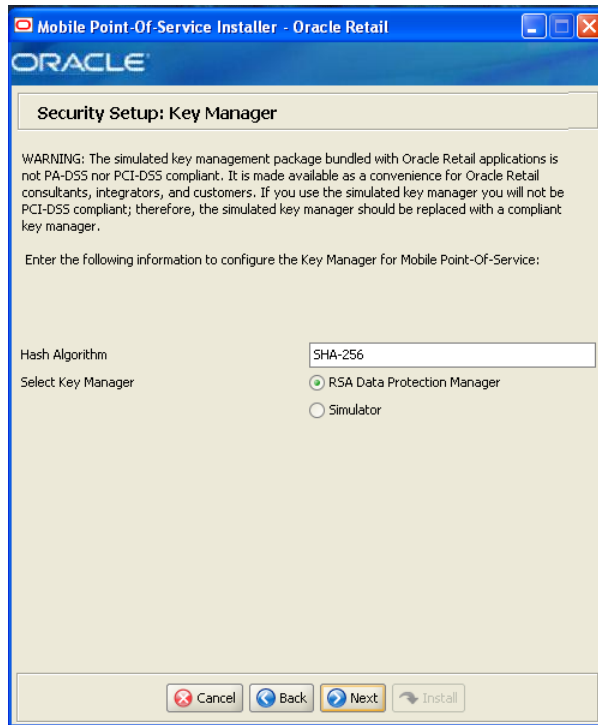 Mobile Point-Of-Service Installer - Oracle Retail
ORACLE
Security Setup: Key Manager
WARNING: The simulated key management package bundled with Oracle Retail applications is
not PA-DSS nor PCI-DSS compliant. It is made available as a convenience for Oracle Retail
consultants, integrators, and customers. If you use the simulated key manager you will not be
PCI-DSS compliant; therefore, the simulated key manager should be replaced with a compliant
key manager.
Enter the following information to configure the Key Manager for Mobile Point-Of-Service:
Hash Algorithm
SHA-256
Select Key Manager
RSA Data Protection Manager
Simulator
Cancel
Back
Next
Install